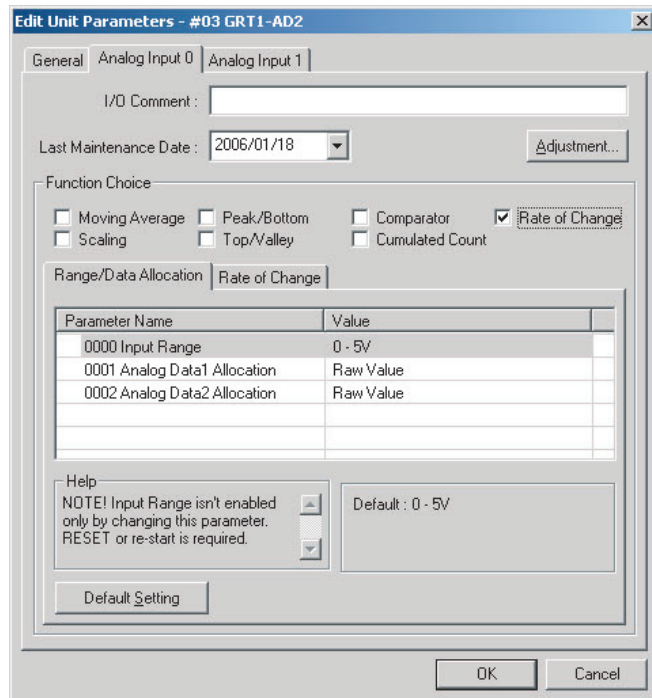 Edit Unit Parameters - #03 GRT1-AD2
General Analog Input 0 Analog Input 1
I/O Comment :
Last Maintenance Date : 2006/01/18 Adjustment...
Function Choice
Moving Average Peak/Bottom Comparator Rate of Change
Scaling Top/Valley Cumulated Count
Range/Data Allocation Rate of Change
Parameter Name Value
0000 Input Range 0 - 5V
0001 Analog Data1 Allocation Raw Value
0002 Analog Data2 Allocation Raw Value
Help
NOTE! Input Range isn't enabled
only by changing this parameter.
RESET or re-start is required.
Default : 0 - 5V
Default Setting
OK Cancel